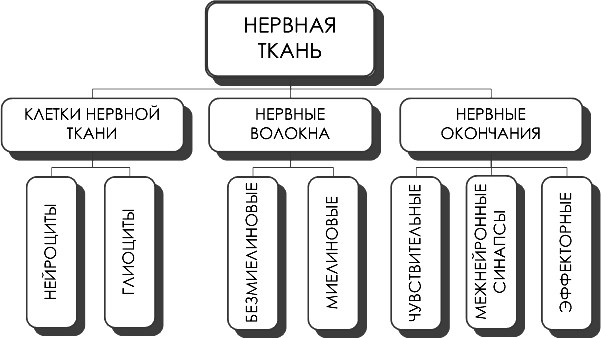 НЕРВНАЯ
ТКАНЬ
КЛЕТКИ НЕРВНОЙ
ТКАНИ
НЕРВНЫЕ
ВОЛОКНА
НЕРВНЫЕ
ОКОНЧАНИЯ
НЕЙРОЦИТЫ
ГЛИОЦИТЫ
БЕЗМИЕЛИНОВЫЕ
МИЕЛИНОВЫЕ
ЧУВСТВИТЕЛЬНЫЕ
МЕЖНЕЙРОННЫЕ
СИНАПСЫ
ЭФФЕКТОРНЫЕ